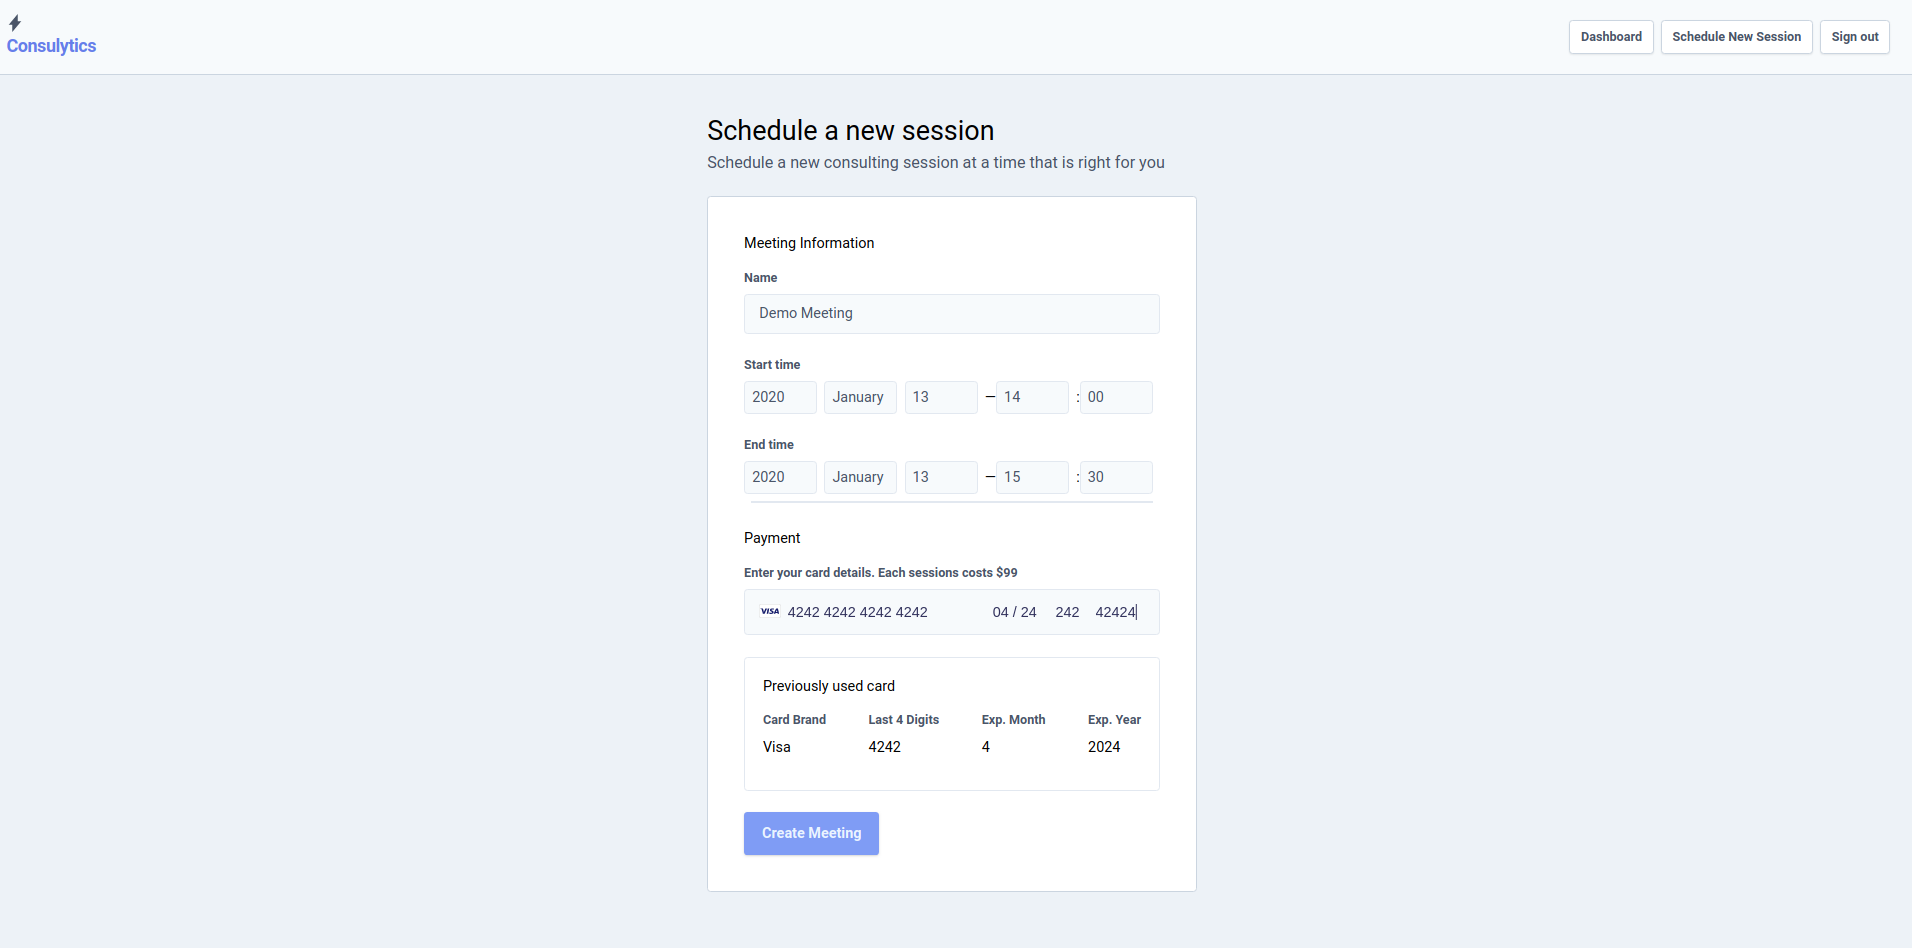 Consulytics
Dashboard Schedule New Session Sign out
Schedule a new session
Schedule a new consulting session at a time that is right for you
Meeting Information
Name
Demo Meeting
Start time
2020 January 13 — 14 : 00
End time
2020 January 13 — 15 : 30
Payment
Enter your card details. Each sessions costs $99
VISA 4242 4242 4242 4242 04 / 24 242 42424
Previously used card
Card Brand Last 4 Digits Exp. Month Exp. Year
Visa 4242 4 2024
Create Meeting